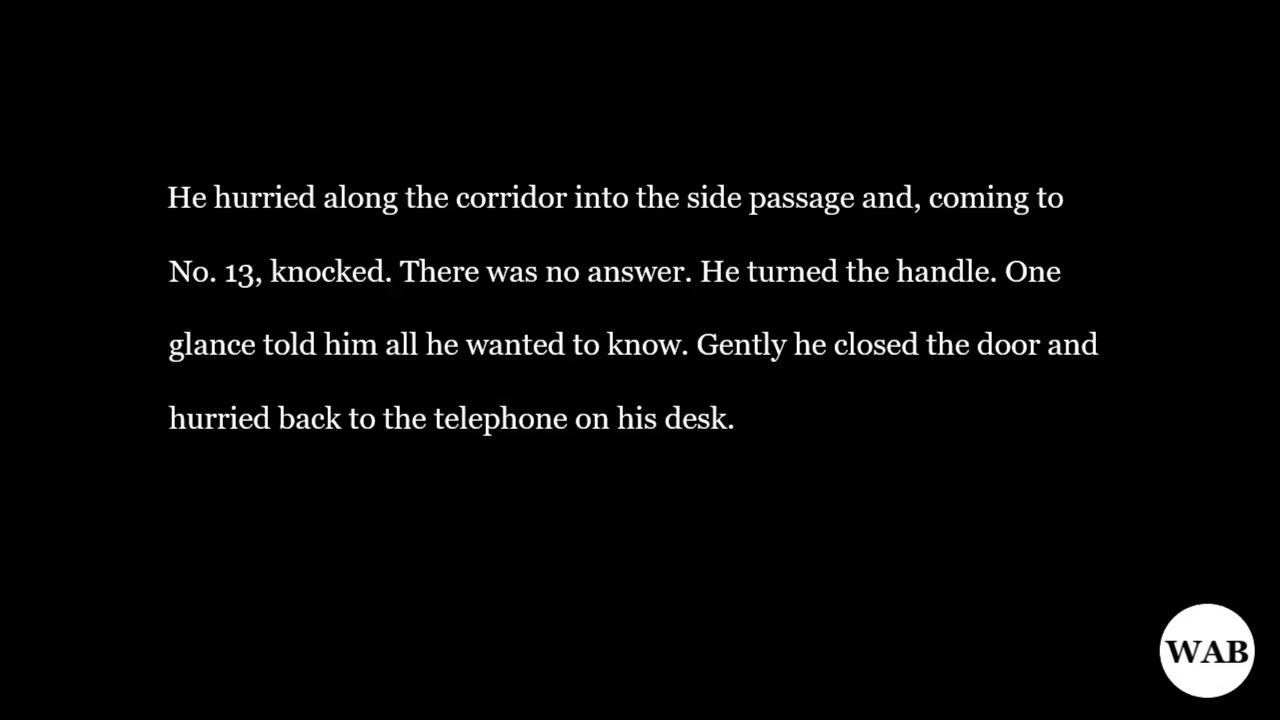 He hurried along the corridor into the side passage and, coming to
No. 13, knocked. There was no answer. He turned the handle. One
glance told him all he wanted to know. Gently he closed the door and
hurried back to the telephone on his desk.
WAB